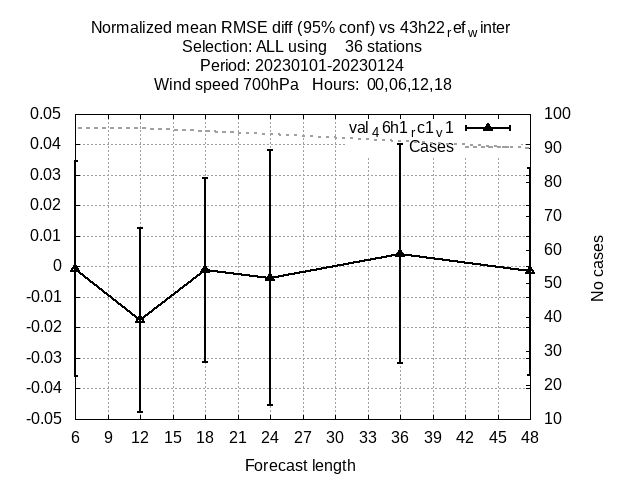 Normalized mean RMSE diff (95% conf) vs 43h22refwinter
Selection: ALL using 36 stations
Period: 20230101-20230124
Wind speed 700hPa Hours: 00,06,12,18
val46h1rc1v1
Cases
0.05
0.04
0.03
0.02
0.01
0
-0.01
-0.02
-0.03
-0.04
-0.05
100
90
80
70
60
50
40
30
20
10
No cases
6 9 12 15 18 21 24 27 30 33 36 39 42 45 48
Forecast length